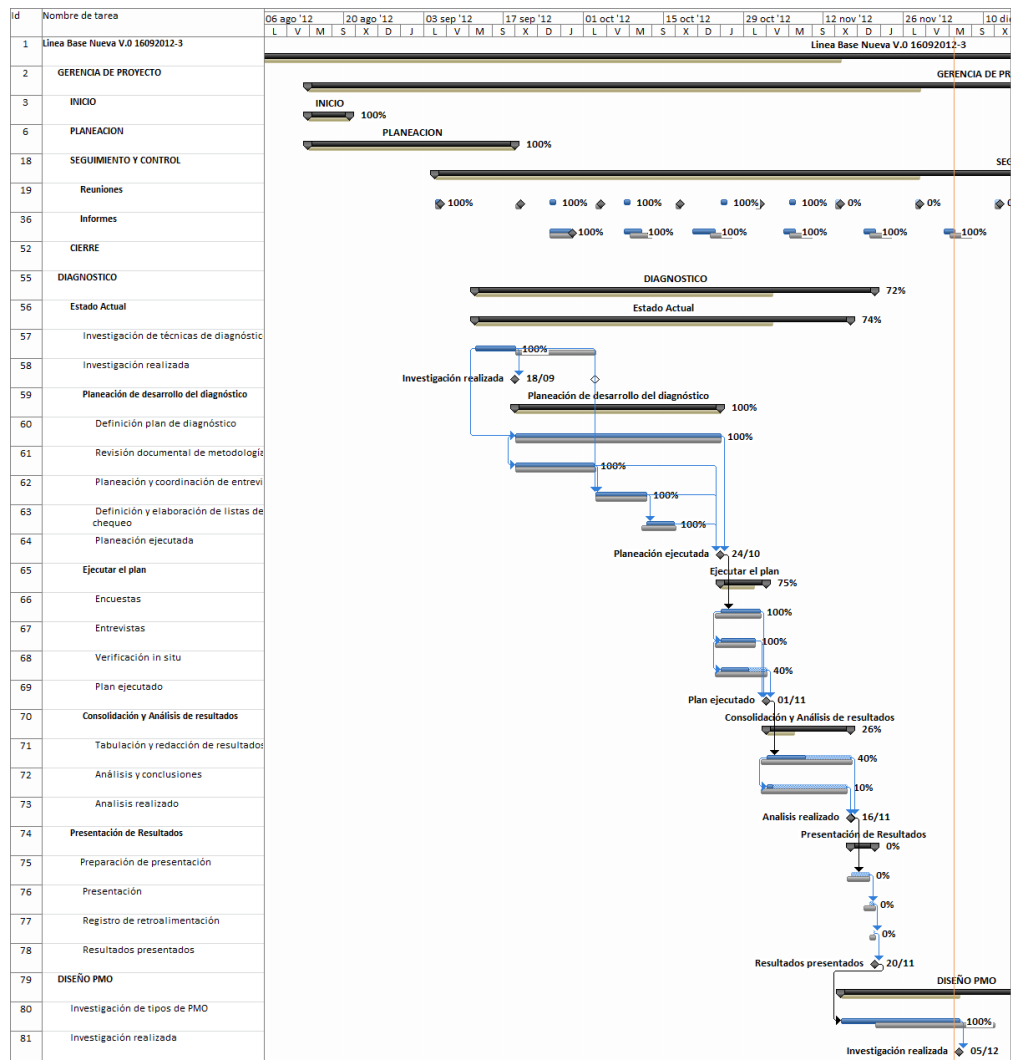 Id Nombre de tarea 06 ago '12 20 ago '12 03 sep '12 17 sep '12 01 oct '12 15 oct '12 29 oct '12 12 nov '12 26 nov '12 10 dic
L V M S X D J L V M S X D J L V M S X D J L V M S X D J L V M S X
1 Linea Base Nueva V.0 16092012-3 Linea Base Nueva V.0 16092012-3
2 GERENCIA DE PROYECTO GERENCIA DE PR
3 INICIO INICIO 100%
6 PLANEACION PLANEACION 100%
18 SEGUIMIENTO Y CONTROL SEG
19 Reuniones 100% 100% 100% 100% 100% 0% 0% 0
36 Informes 100% 100% 100% 100% 100% 100%
52 CIERRE
55 DIAGNOSTICO DIAGNOSTICO 72%
56 Estado Actual Estado Actual 74%
57 Investigación de técnicas de diagnóstic 100%
58 Investigación realizada Investigación realizada 18/09
59 Planeación de desarrollo del diagnóstico Planeación de desarrollo del diagnóstico 100%
60 Definición plan de diagnóstico 100%
61 Revisión documental de metodología 100%
62 Planeación y coordinación de entrevi 100%
63 Definición y elaboración de listas de 100%
chequeo
64 Planeación ejecutada Planeación ejecutada 24/10
65 Ejecutar el plan Ejecutar el plan 75%
66 Encuestas 100%
67 Entrevistas 100%
68 Verificación in situ 40%
69 Plan ejecutado Plan ejecutado 01/11
70 Consolidación y Análisis de resultados Consolidación y Análisis de resultados 26%
71 Tabulación y redacción de resultados 40%
72 Análisis y conclusiones 10%
73 Analisis realizado Analisis realizado 16/11
74 Presentación de Resultados Presentación de Resultados 0%
75 Preparación de presentación 0%
76 Presentación 0%
77 Registro de retroalimentación 0%
78 Resultados presentados Resultados presentados 20/11
79 DISEÑO PMO DISEÑO PMO
80 Investigación de tipos de PMO 100%
81 Investigación realizada Investigación realizada 05/12